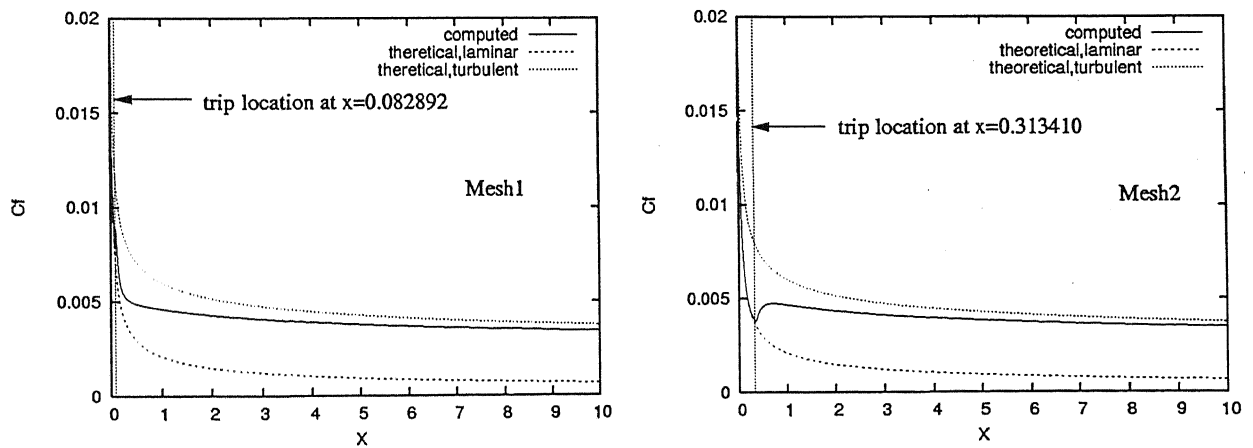 0.02
0.015
0.01
0.005
0
Cf
computed
theretical,laminar
theretical,turbulent
trip location at x=0.082892
Mesh1
0 1 2 3 4 5 6 7 8 9 10
X
0.02
0.015
0.01
0.005
0
Cf
computed
theoretical,laminar
theoretical,turbulent
trip location at x=0.313410
Mesh2
0 1 2 3 4 5 6 7 8 9 10
X